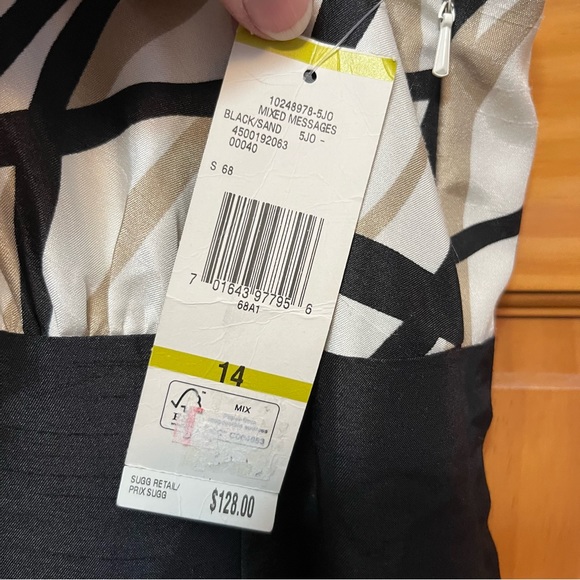 10248978-5JO
MIXED MESSAGES
BLACK/SAND 5JO -
4500192063
00040
S 68
7 01643 97795 6
68A1
14
MIX
SUGG RETAIL/
PRIX SUGG
$128.00